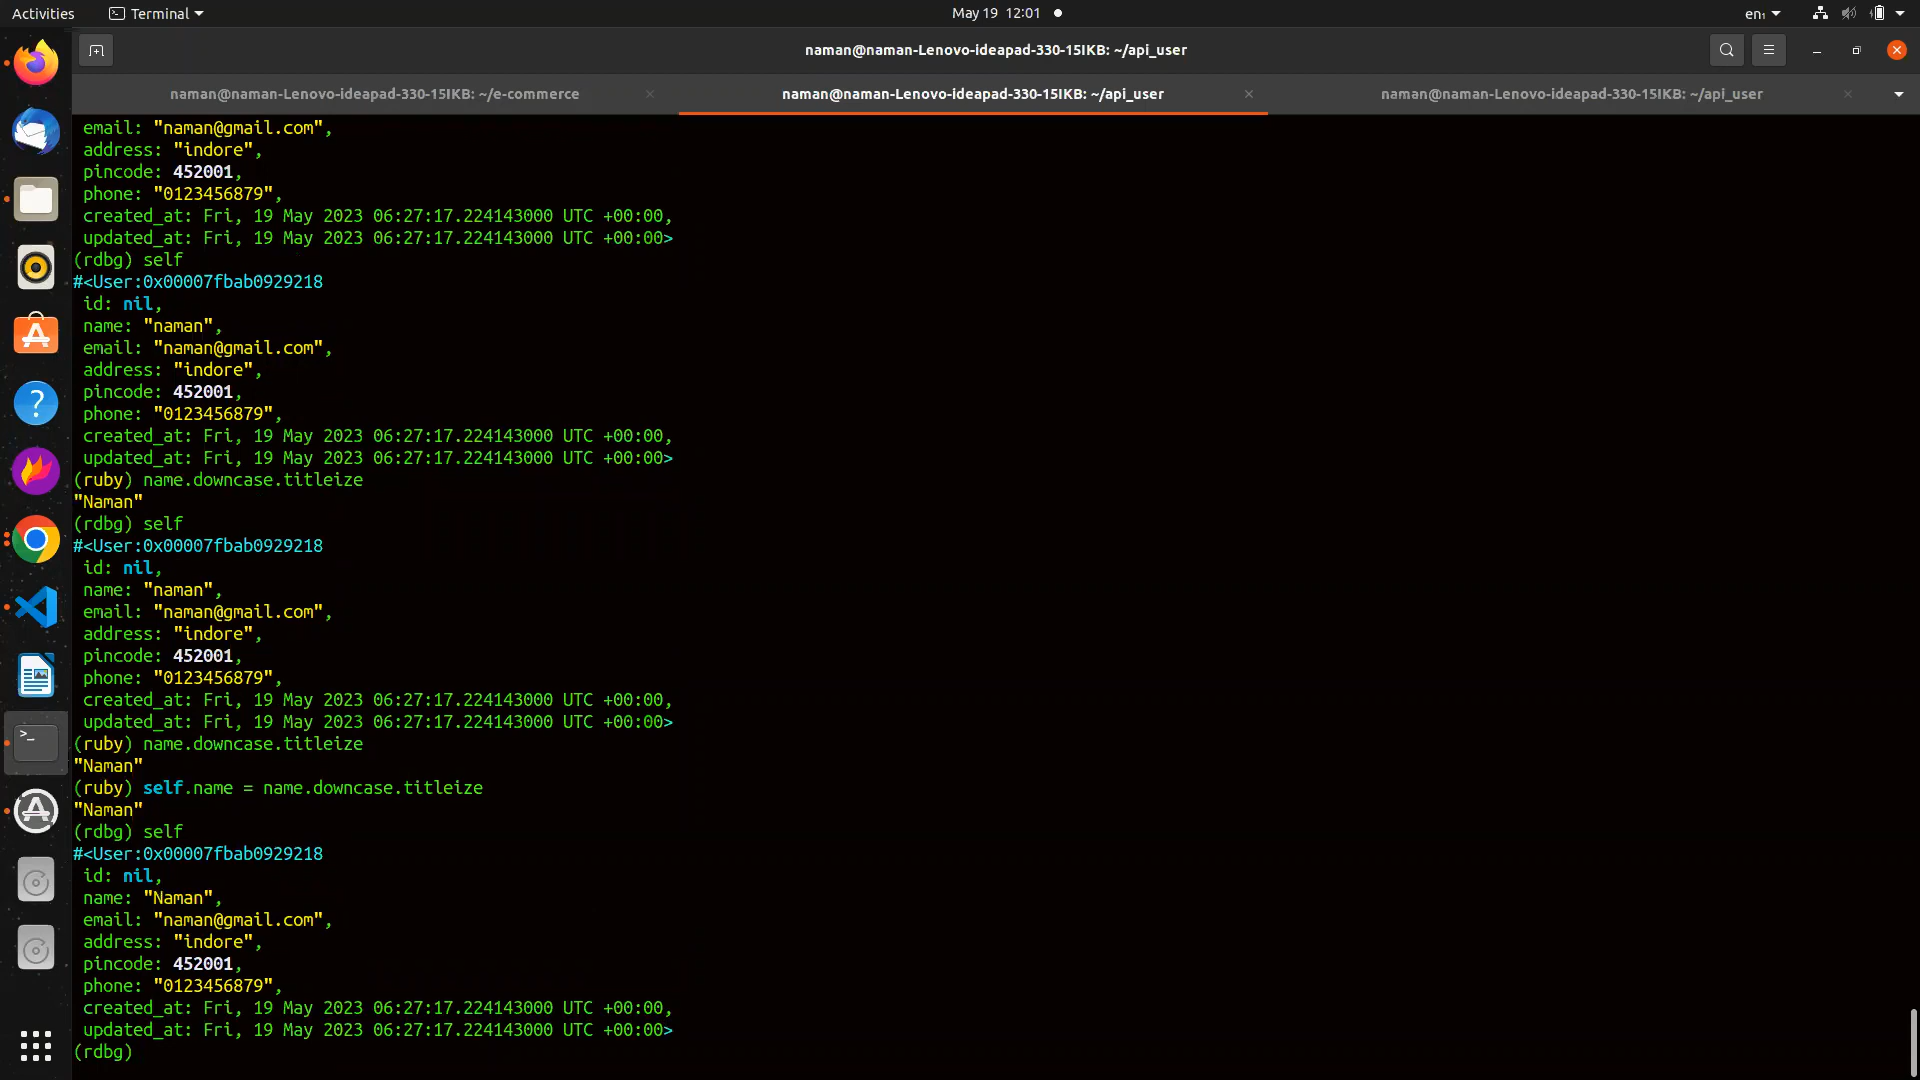 Activities
Terminal
May 19 12:01
en₁
naman@naman-Lenovo-ideapad-330-15IKB: ~/api_user
naman@naman-Lenovo-ideapad-330-15IKB: ~/e-commerce
naman@naman-Lenovo-ideapad-330-15IKB: ~/api_user
naman@naman-Lenovo-ideapad-330-15IKB: ~/api_user
email: "naman@gmail.com",
address: "indore",
pincode: 452001,
phone: "0123456879",
created_at: Fri, 19 May 2023 06:27:17.224143000 UTC +00:00,
updated_at: Fri, 19 May 2023 06:27:17.224143000 UTC +00:00>
(rdbg) self
#<User:0x00007fbab0929218
id: nil,
name: "naman",
email: "naman@gmail.com",
address: "indore",
pincode: 452001,
phone: "0123456879",
created_at: Fri, 19 May 2023 06:27:17.224143000 UTC +00:00,
updated_at: Fri, 19 May 2023 06:27:17.224143000 UTC +00:00>
(ruby) name.downcase.titleize
"Naman"
(rdbg) self
#<User:0x00007fbab0929218
id: nil,
name: "naman",
email: "naman@gmail.com",
address: "indore",
pincode: 452001,
phone: "0123456879",
created_at: Fri, 19 May 2023 06:27:17.224143000 UTC +00:00,
updated_at: Fri, 19 May 2023 06:27:17.224143000 UTC +00:00>
(ruby) name.downcase.titleize
"Naman"
(ruby) self.name = name.downcase.titleize
"Naman"
(rdbg) self
#<User:0x00007fbab0929218
id: nil,
name: "Naman",
email: "naman@gmail.com",
address: "indore",
pincode: 452001,
phone: "0123456879",
created_at: Fri, 19 May 2023 06:27:17.224143000 UTC +00:00,
updated_at: Fri, 19 May 2023 06:27:17.224143000 UTC +00:00>
(rdbg)